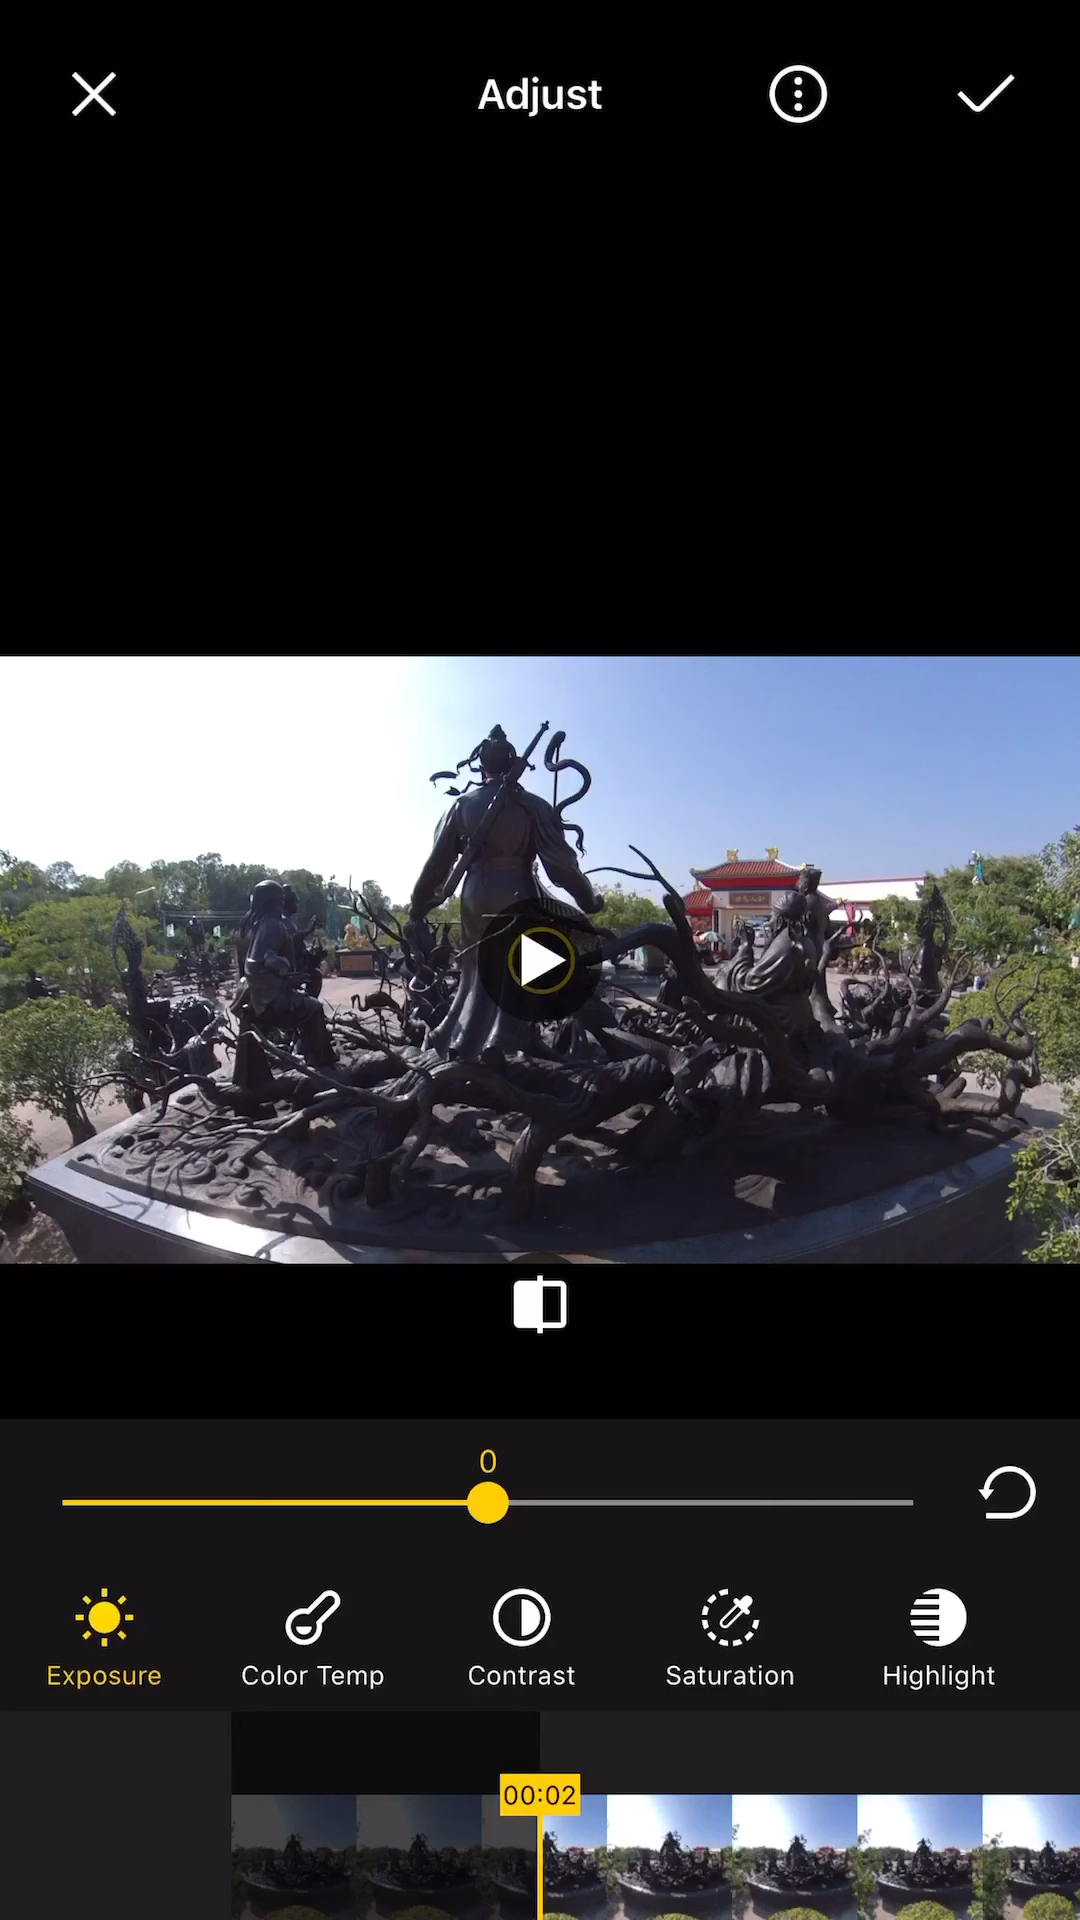 Adjust
0
Exposure
Color Temp
Contrast
Saturation
Highlight
00:02